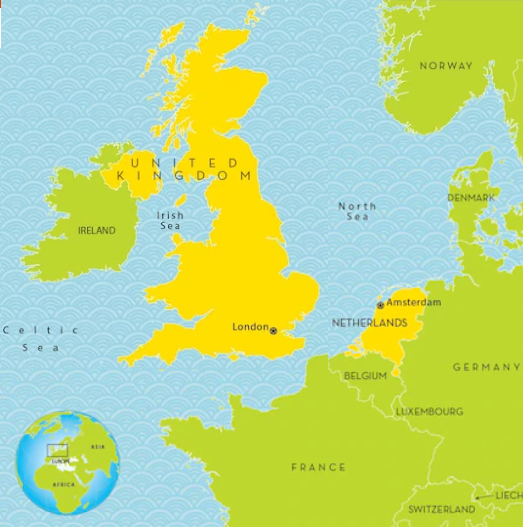 NORWAY
UNITED
KINGDOM
DENMARK
North
Sea
Irish
Sea
IRELAND
Amsterdam
NETHERLANDS
London
Celtic
Sea
GERMANY
BELGIUM
LUXEMBOURG
ASIA
EUROPE
AFRICA
FRANCE
LIECH
SWITZERLAND